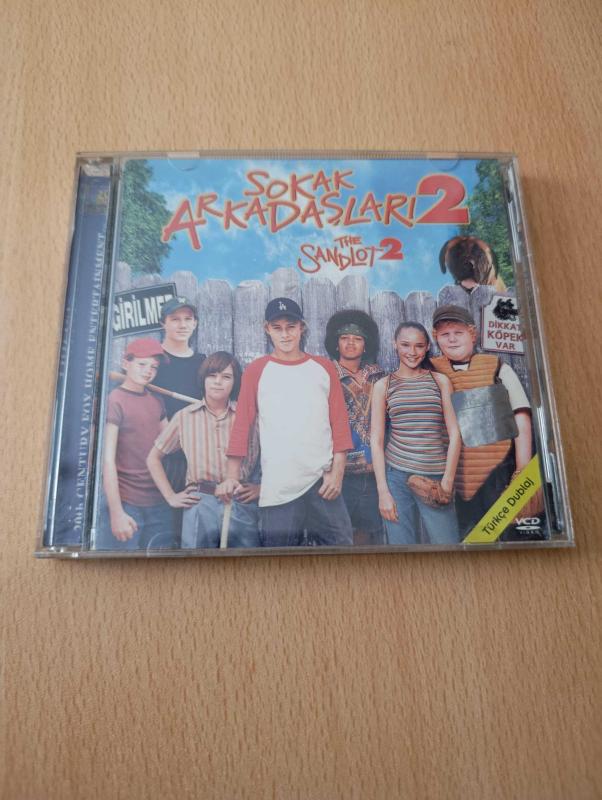 SOKAK
ARKADAŞLARI 2
THE
SANDLOT 2
GİRİLMEZ
DİKKAT
KÖPEK
VAR
Türkçe Dublaj
VCD
VIDEO
20th CENTURY FOX HOME ENTERTAINMENT